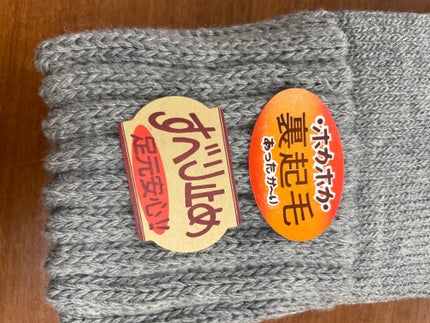 すべり止め
足元安心!!
・ホカホカ・
裏起毛
あったか〜い